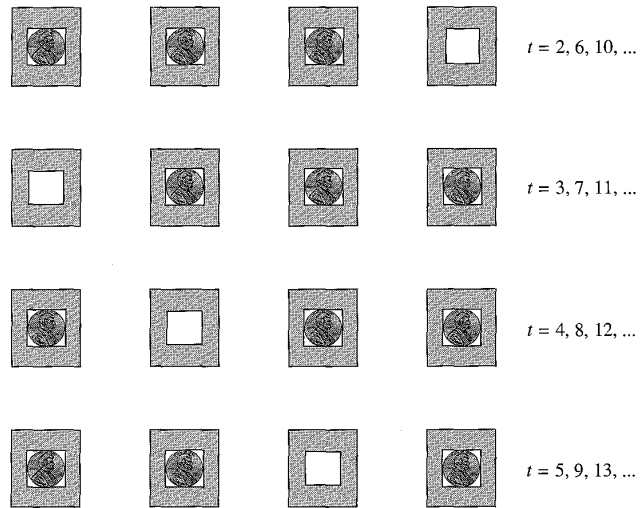 t = 2, 6, 10, ...
t = 3, 7, 11, ...
t = 4, 8, 12, ...
t = 5, 9, 13, ...